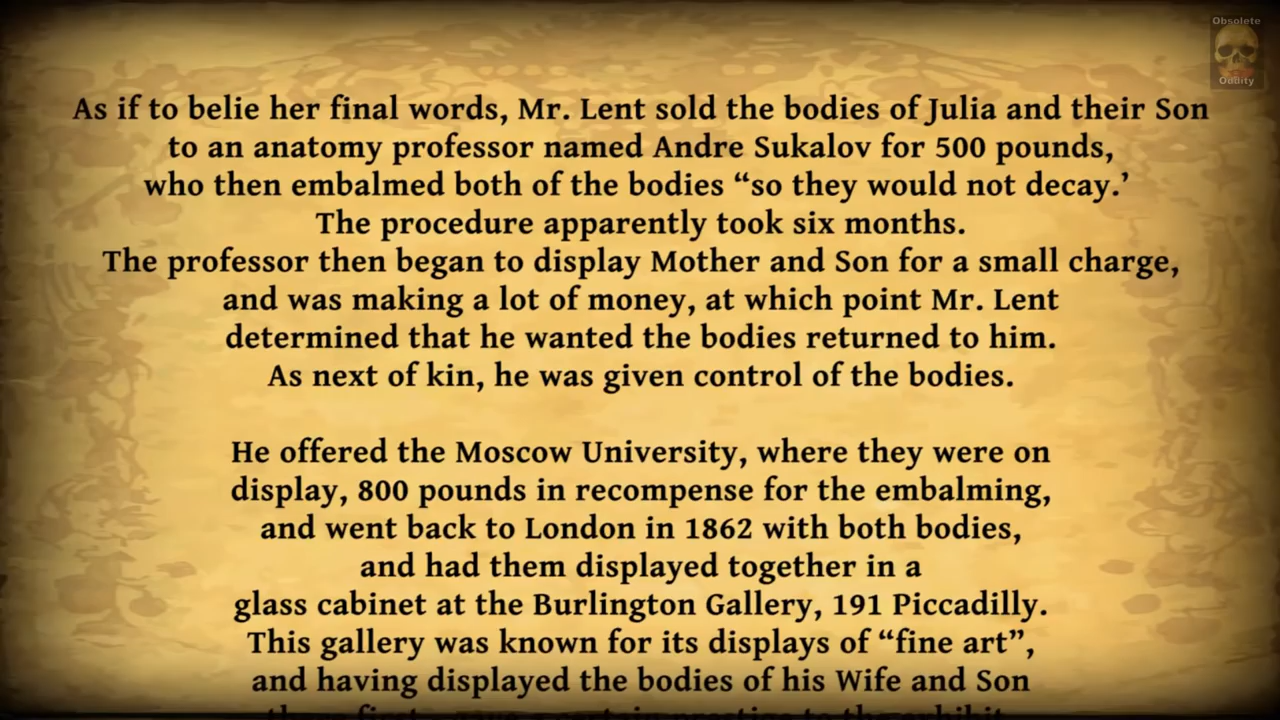 Obsolete
Oddity
As if to belie her final words, Mr. Lent sold the bodies of Julia and their Son
to an anatomy professor named Andre Sukalov for 500 pounds,
who then embalmed both of the bodies “so they would not decay.’
The procedure apparently took six months.
The professor then began to display Mother and Son for a small charge,
and was making a lot of money, at which point Mr. Lent
determined that he wanted the bodies returned to him.
As next of kin, he was given control of the bodies.
He offered the Moscow University, where they were on
display, 800 pounds in recompense for the embalming,
and went back to London in 1862 with both bodies,
and had them displayed together in a
glass cabinet at the Burlington Gallery, 191 Piccadilly.
This gallery was known for its displays of “fine art”,
and having displayed the bodies of his Wife and Son